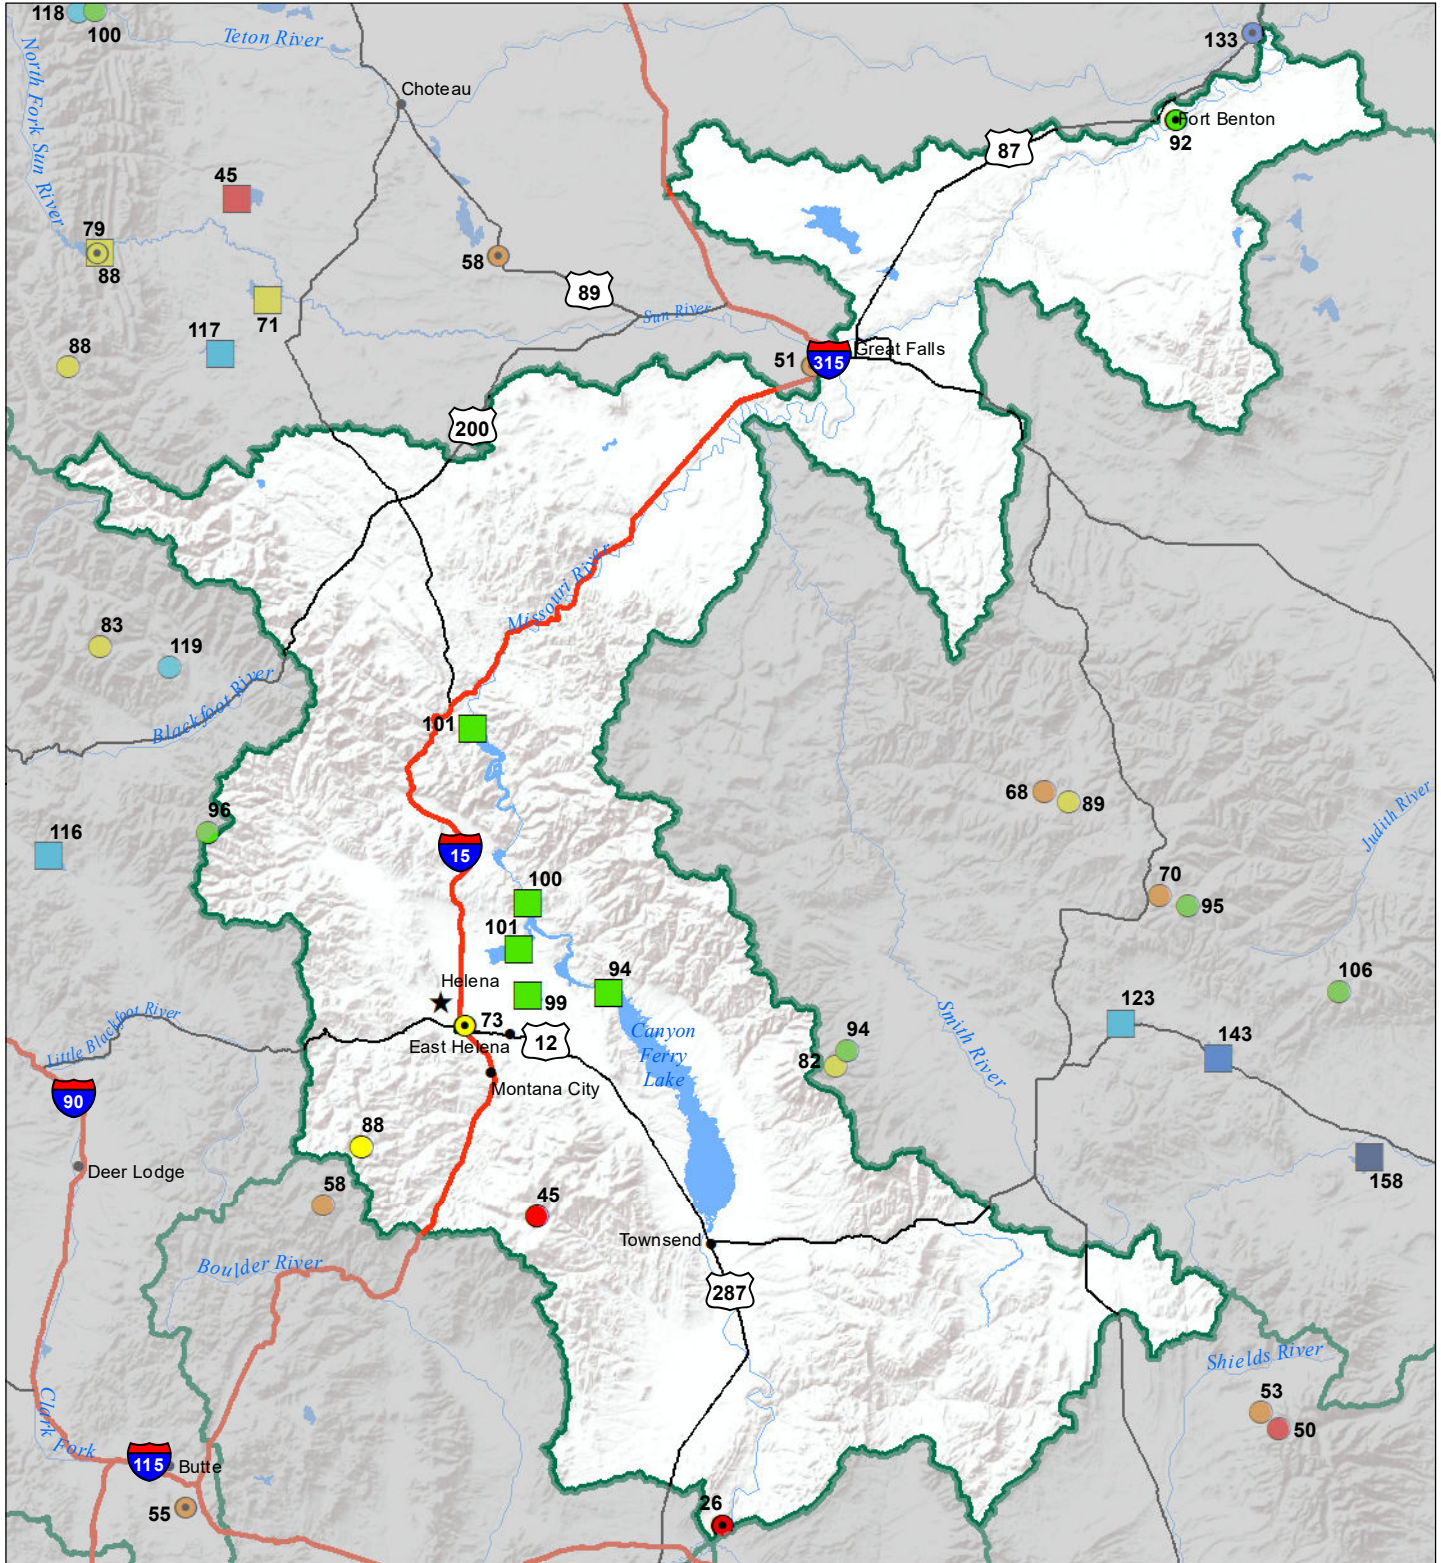 118
100
Teton River
133
North Fork Sun River
Choteau
Fort Benton
92
87
45
79
88
58
89
71
Sun River
117
88
51
315
Great Falls
200
Missouri River
83
119
Blackfoot River
101
68
89
96
116
15
Judith River
100
70
95
101
94
106
Helena
99
123
Little Blackfoot River
73
Smith River
143
East Helena
12
Canyon
Ferry
Lake
94
82
90
Montana City
88
Deer Lodge
158
58
45
Townsend
Boulder River
287
Shields River
53
50
Clark Fork
115
Butte
55
26